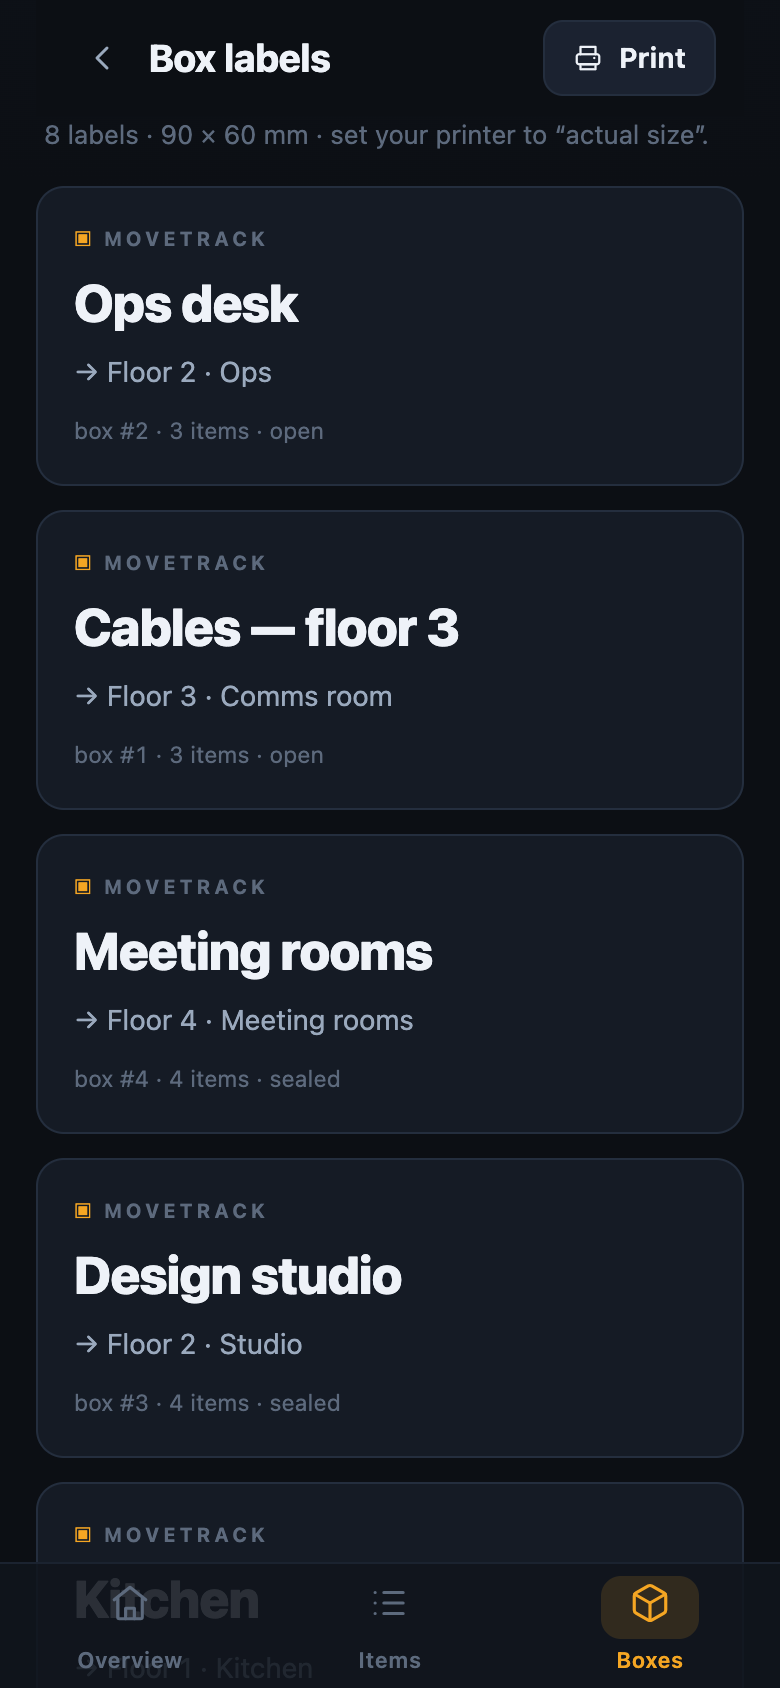 Box labels
Print
8 labels · 90 × 60 mm · set your printer to “actual size”.
MOVETRACK
Ops desk
→ Floor 2 · Ops
box #2 · 3 items · open
MOVETRACK
Cables — floor 3
→ Floor 3 · Comms room
box #1 · 3 items · open
MOVETRACK
Meeting rooms
→ Floor 4 · Meeting rooms
box #4 · 4 items · sealed
MOVETRACK
Design studio
→ Floor 2 · Studio
box #3 · 4 items · sealed
MOVETRACK
Kitchen
→ Floor 1 · Kitchen
Overview
Items
Boxes